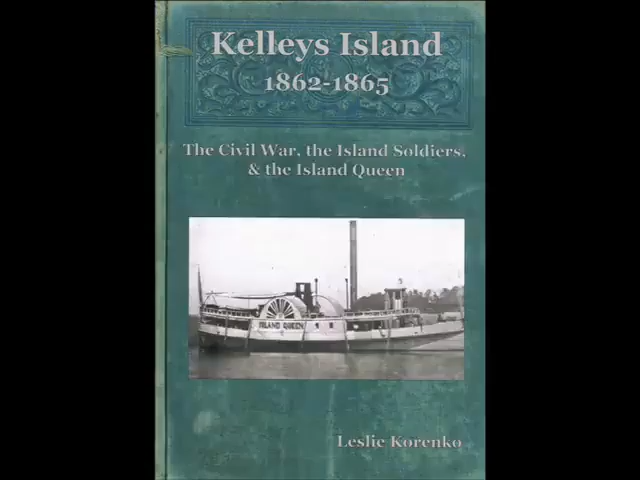 Kelleys Island
1862-1865
The Civil War, the Island Soldiers,
& the Island Queen
ISLAND QUEEN
Leslie Korenko